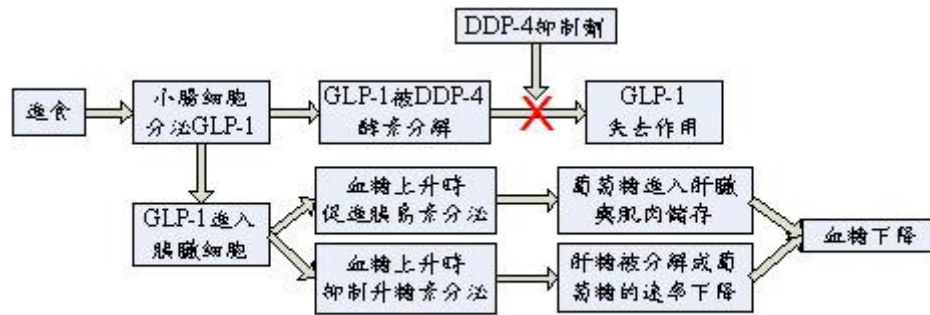 DDP-4抑制劑
進食
小腸細胞
分泌GLP-1
GLP-1被DDP-4
酵素分解
GLP-1
失去作用
GLP-1進入
胰臟細胞
血糖上升時
促進胰島素分泌
葡萄糖進入肝臟
與肌肉儲存
血糖上升時
抑制升糖素分泌
肝糖被分解成葡
萄糖的速率下降
血糖下降